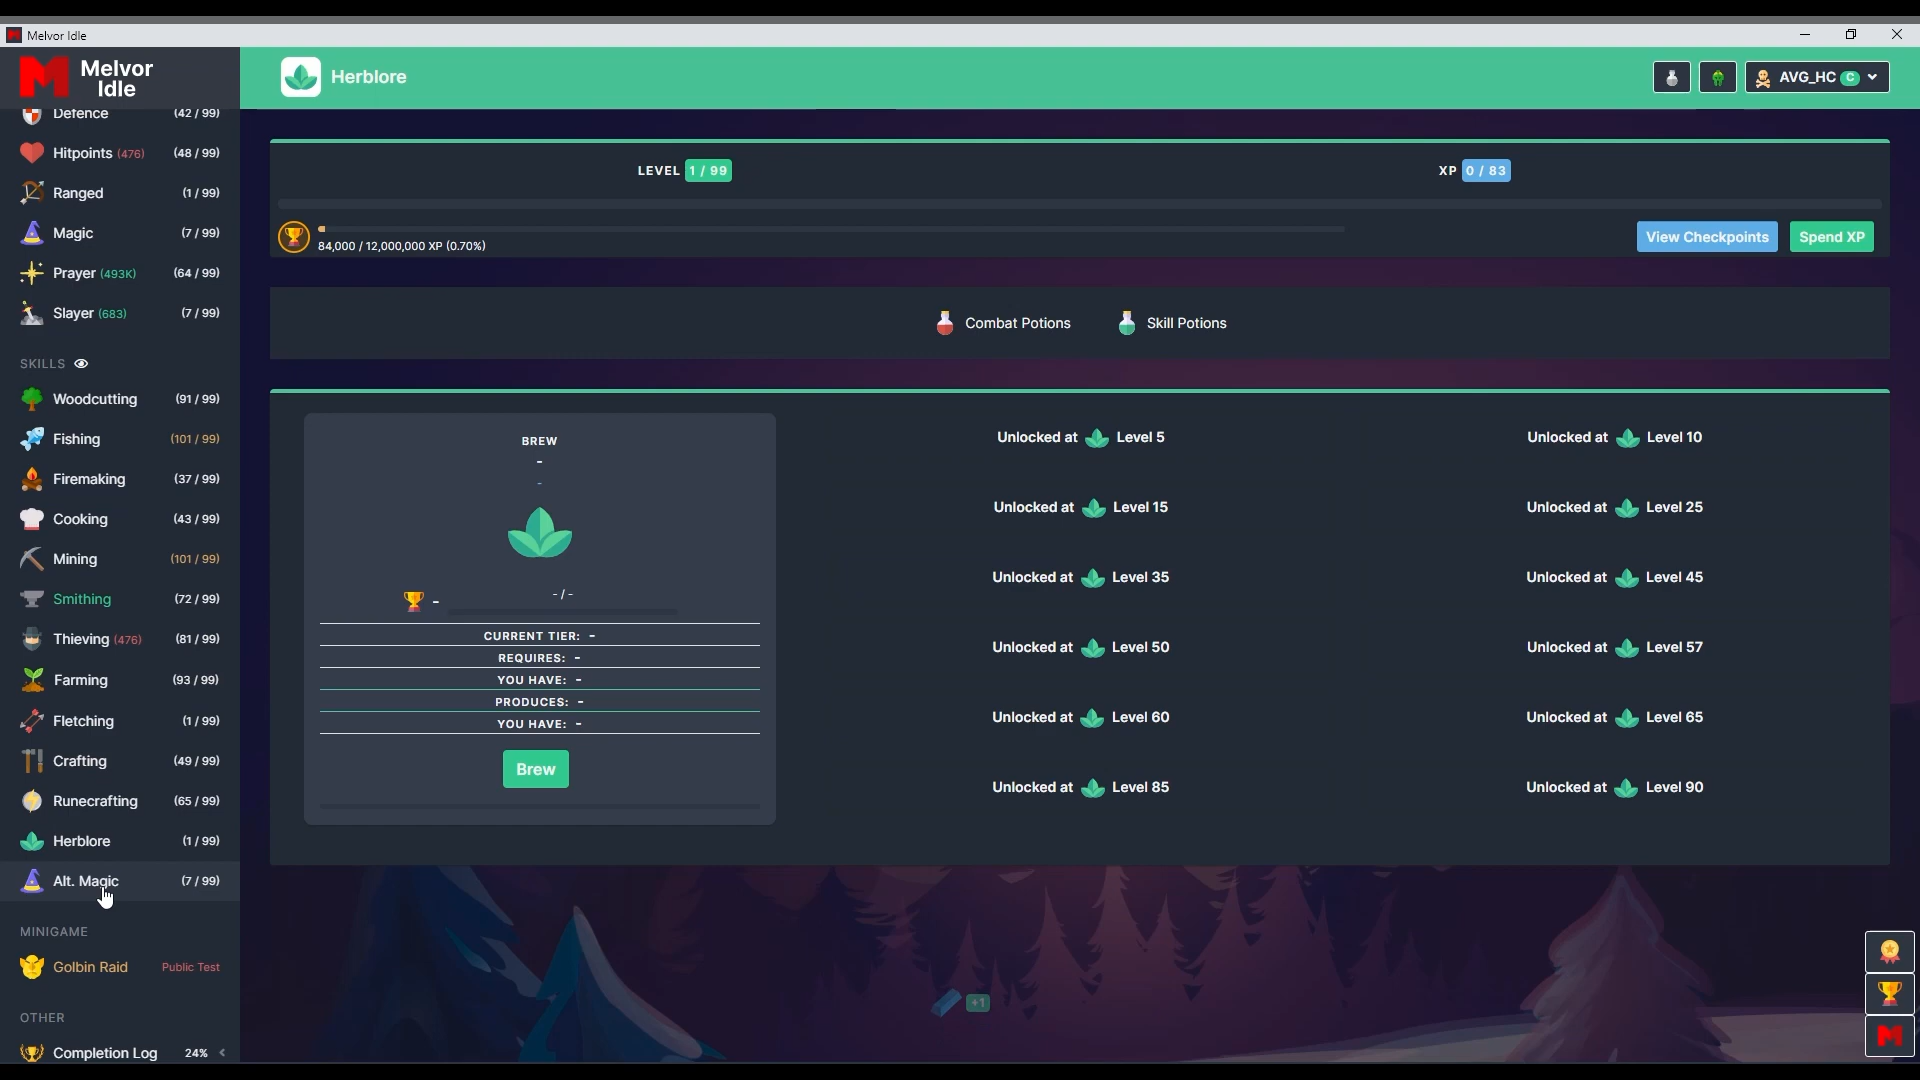 Melvor Idle
Melvor
Idle
Herblore
AVG_HC C
Defence (42 / 99)
Hitpoints (476) (48 / 99)
Ranged (1 / 99)
Magic (7 / 99)
Prayer (493K) (64 / 99)
Slayer (683) (7 / 99)
SKILLS
Woodcutting (91 / 99)
Fishing (101 / 99)
Firemaking (37 / 99)
Cooking (43 / 99)
Mining (101 / 99)
Smithing (72 / 99)
Thieving (476) (81 / 99)
Farming (93 / 99)
Fletching (1 / 99)
Crafting (49 / 99)
Runecrafting (65 / 99)
Herblore (1 / 99)
Alt. Magic (7 / 99)
MINIGAME
Golbin Raid Public Test
OTHER
Completion Log 24%
LEVEL 1 / 99
XP 0 / 83
84,000 / 12,000,000 XP (0.70%)
View Checkpoints
Spend XP
Combat Potions
Skill Potions
BREW
-
-
-
- / -
CURRENT TIER: -
REQUIRES: -
YOU HAVE: -
PRODUCES: -
YOU HAVE: -
Brew
Unlocked at Level 5
Unlocked at Level 10
Unlocked at Level 15
Unlocked at Level 25
Unlocked at Level 35
Unlocked at Level 45
Unlocked at Level 50
Unlocked at Level 57
Unlocked at Level 60
Unlocked at Level 65
Unlocked at Level 85
Unlocked at Level 90
+1